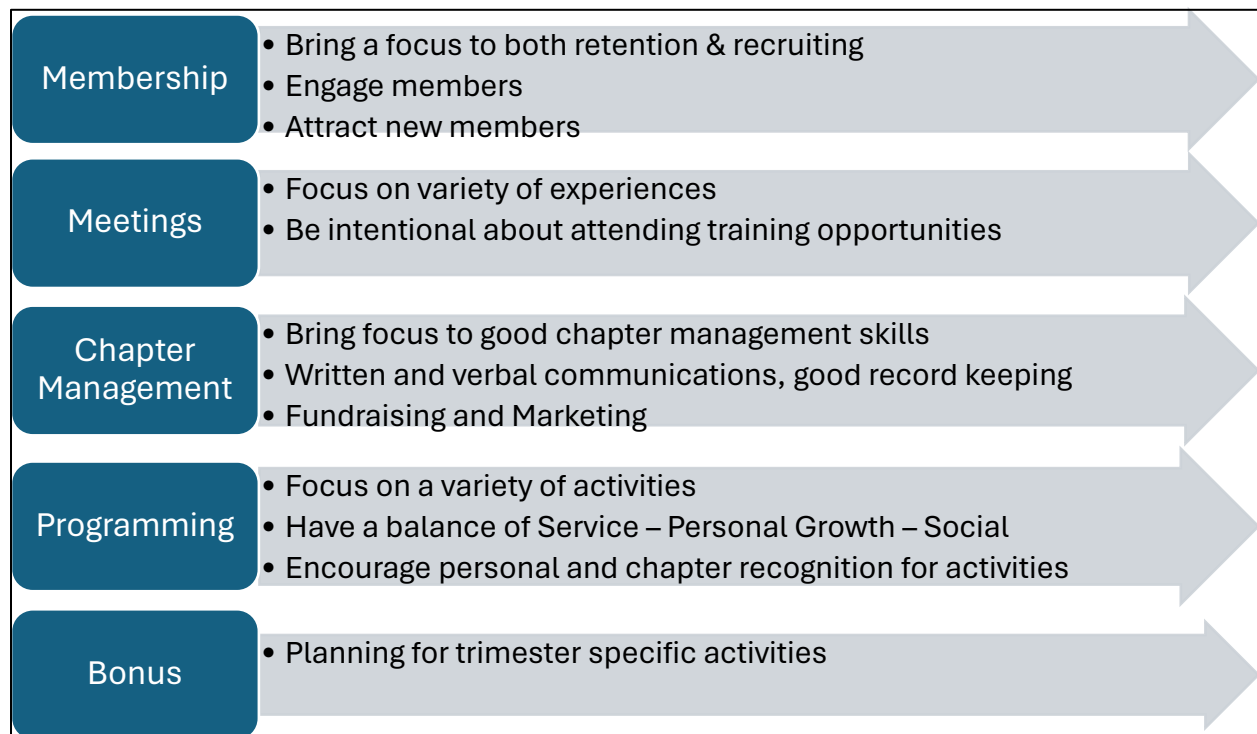 Membership
• Bring a focus to both retention & recruiting
• Engage members
• Attract new members
Meetings
• Focus on variety of experiences
• Be intentional about attending training opportunities
Chapter
Management
• Bring focus to good chapter management skills
• Written and verbal communications, good record keeping
• Fundraising and Marketing
Programming
• Focus on a variety of activities
• Have a balance of Service – Personal Growth – Social
• Encourage personal and chapter recognition for activities
Bonus
• Planning for trimester specific activities